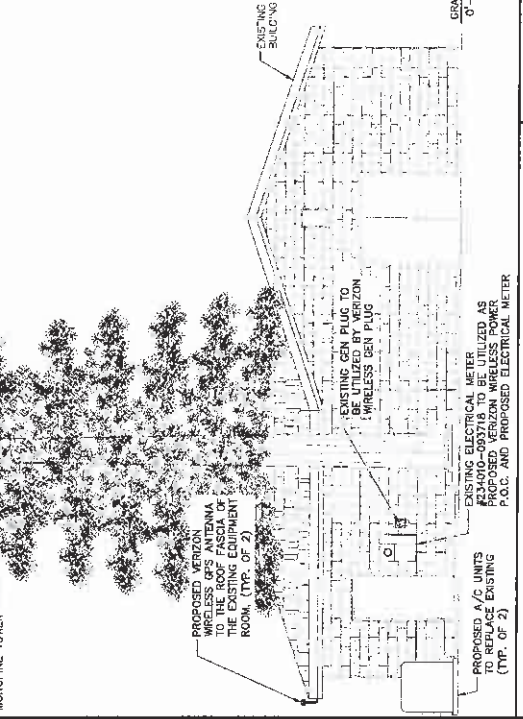 EXISTING
BUILDING
GRA
0'-
PROPOSED VERIZON
WIRELESS GPS ANTENNA
TO THE ROOF FASCIA OF
THE EXISTING EQUIPMENT
ROOM. (TYP. OF 2)
EXISTING GEN PLUG TO
BE UTILIZED BY VERIZON
WIRELESS GEN PLUG
EXISTING ELECTRICAL METER
#234010-093718 TO BE UTILIZED AS
PROPOSED VERIZON WIRELESS POWER
P.O.C. AND PROPOSED ELECTRICAL METER
PROPOSED A/C UNITS
TO REPLACE EXISTING
(TYP. OF 2)